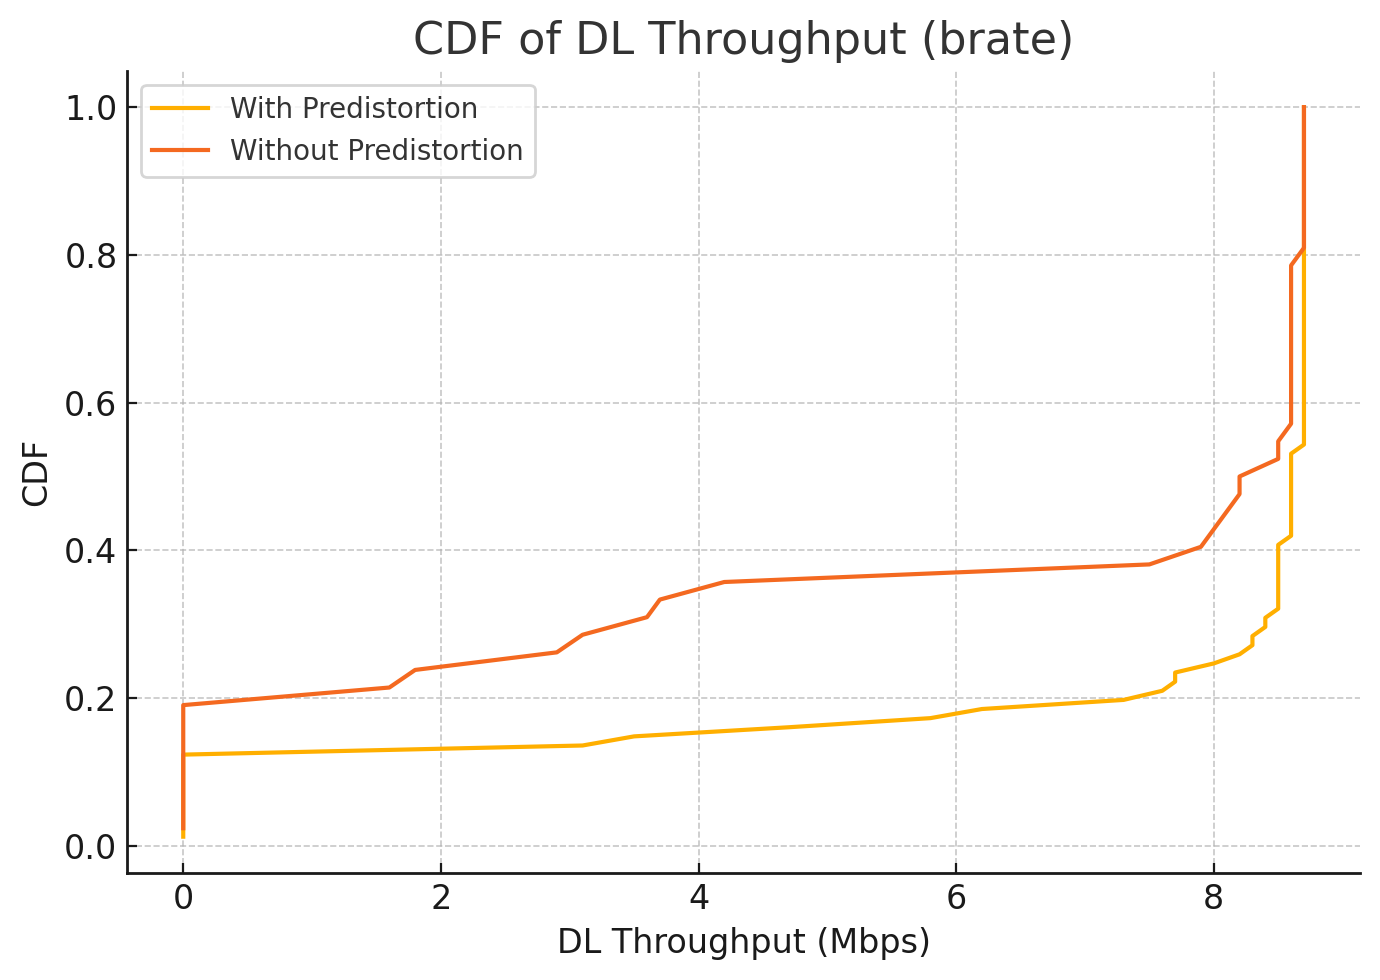 CDF of DL Throughput (brate)
With Predistortion
Without Predistortion
1.0
0.8
0.6
0.4
0.2
0.0
CDF
0 2 4 6 8
DL Throughput (Mbps)